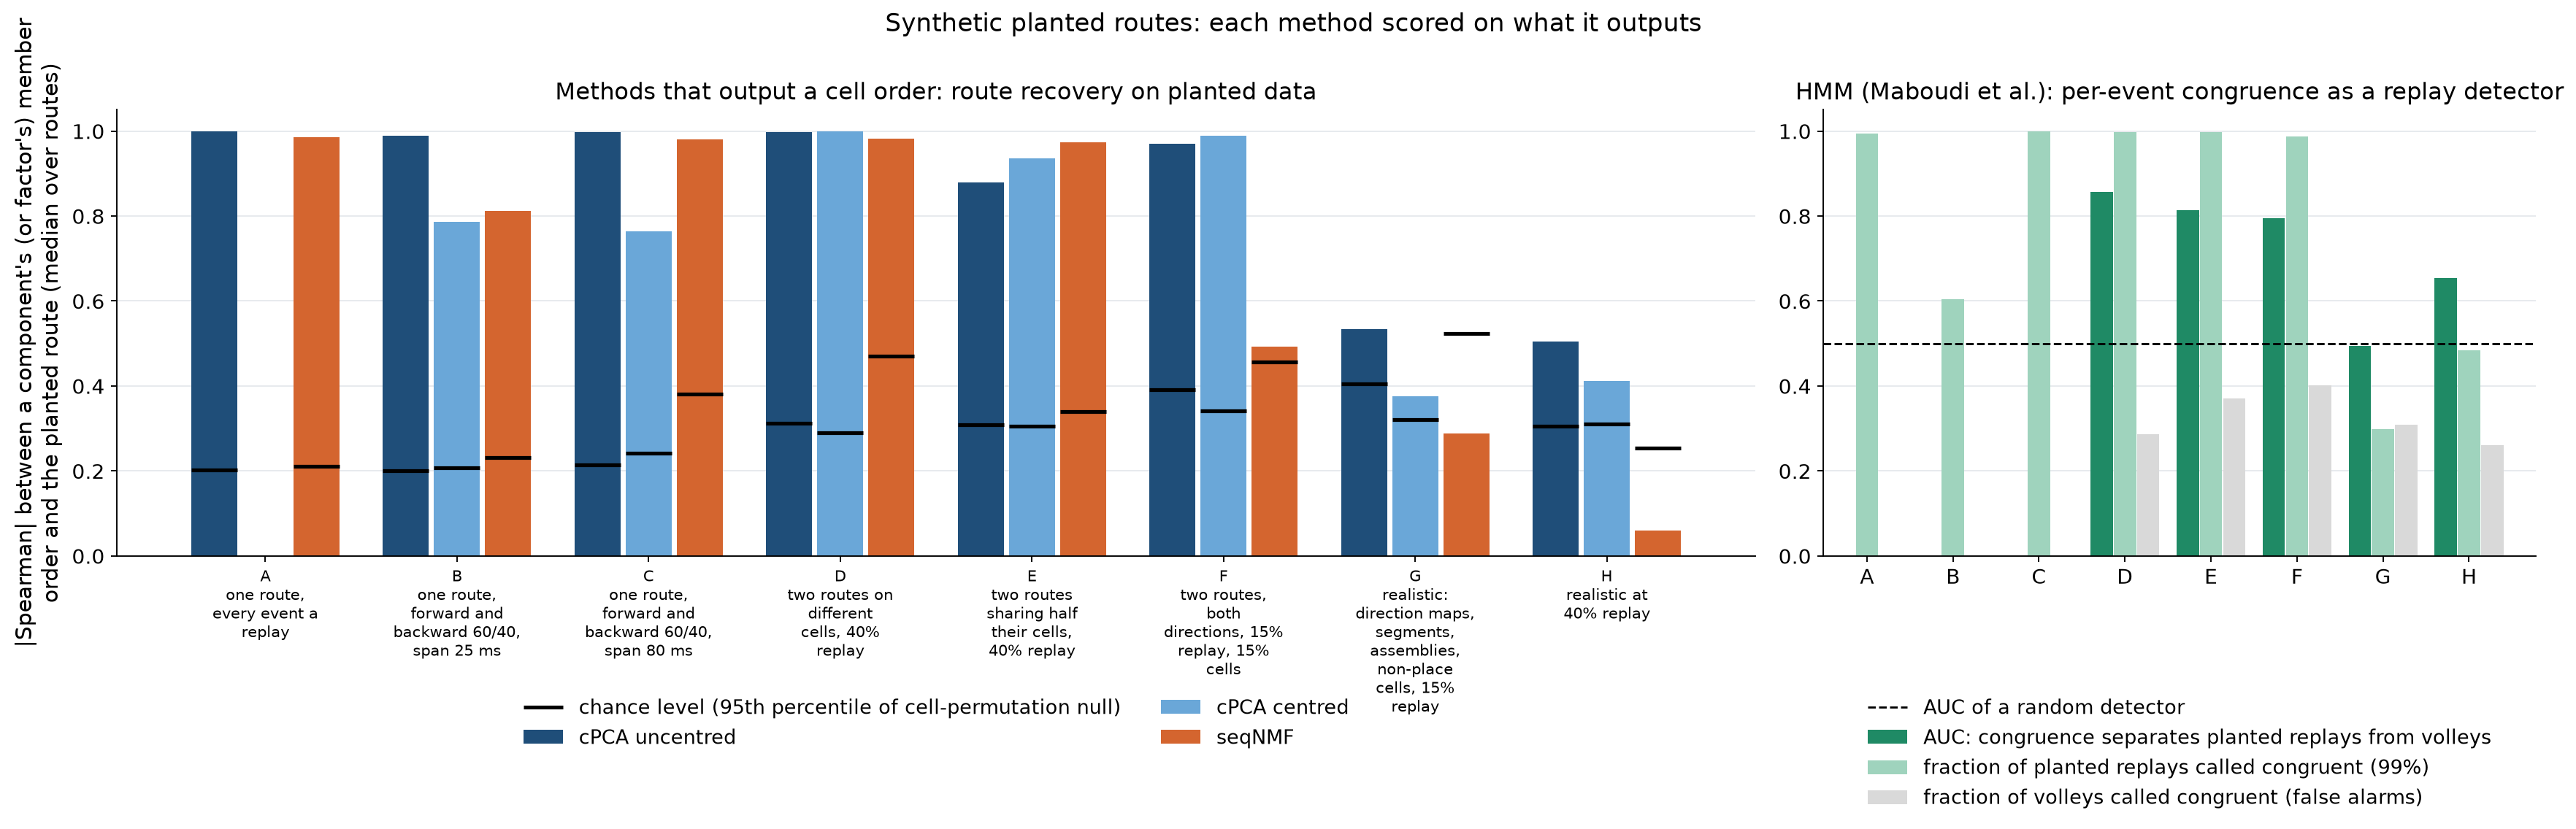 Synthetic planted routes: each method scored on what it outputs
Methods that output a cell order: route recovery on planted data
|Spearman| between a component's (or factor's) member
order and the planted route (median over routes)
1.0
0.8
0.6
0.4
0.2
0.0
A
one route,
every event a
replay
B
one route,
forward and
backward 60/40,
span 25 ms
C
one route,
forward and
backward 60/40,
span 80 ms
D
two routes on
different
cells, 40%
replay
E
two routes
sharing half
their cells,
40% replay
F
two routes,
both
directions, 15%
replay, 15%
cells
G
realistic:
direction maps,
segments,
assemblies,
non-place
cells, 15%
replay
H
realistic at
40% replay
chance level (95th percentile of cell-permutation null)
cPCA uncentred
cPCA centred
seqNMF
HMM (Maboudi et al.): per-event congruence as a replay detector
1.0
0.8
0.6
0.4
0.2
0.0
A
B
C
D
E
F
G
H
AUC of a random detector
AUC: congruence separates planted replays from volleys
fraction of planted replays called congruent (99%)
fraction of volleys called congruent (false alarms)